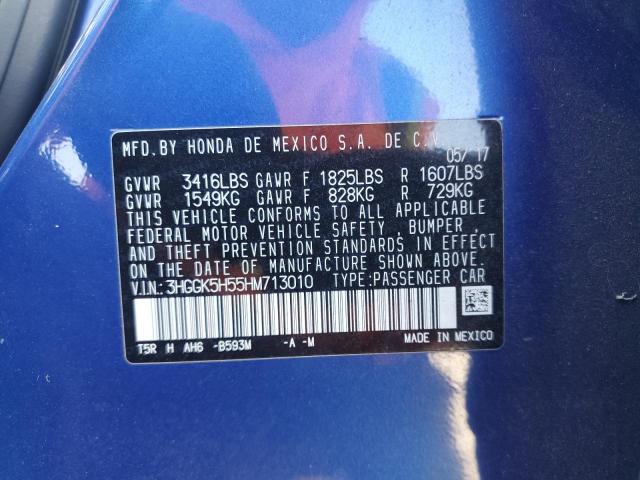 MFD.BY HONDA DE MEXICO S.A. DE C.V
05/17
GVWR 3416LBS GAWR F 1825LBS R 1607LBS
GVWR 1549KG GAWR F 828KG R 729KG
THIS VEHICLE CONFORMS TO ALL APPLICABLE
FEDERAL MOTOR VEHICLE SAFETY, BUMPER,
AND THEFT PREVENTION STANDARDS IN EFFECT
ON THE DATE OF MANUFACTURE SHOWN ABOVE.
V.I.N.: 3HGGK5H55HM713010 TYPE:PASSENGER CAR
T5R H AH6 -B593M -A -M MADE IN MEXICO